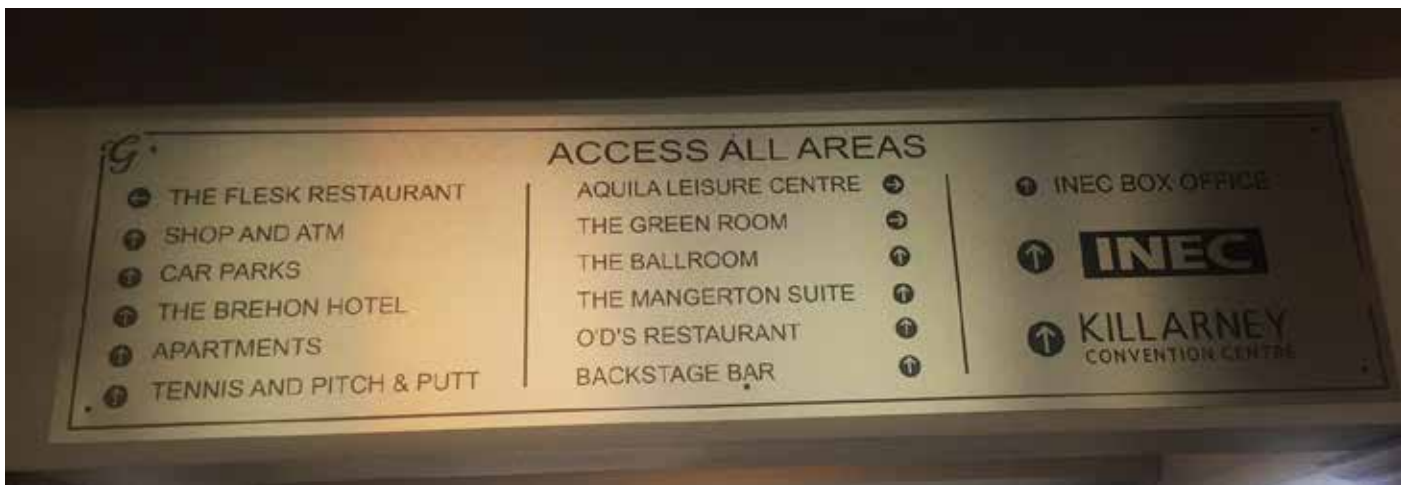 iG
ACCESS ALL AREAS
THE FLESK RESTAURANT
SHOP AND ATM
CAR PARKS
THE BREHON HOTEL
APARTMENTS
TENNIS AND PITCH & PUTT
AQUILA LEISURE CENTRE
THE GREEN ROOM
THE BALLROOM
THE MANGERTON SUITE
O'D'S RESTAURANT
BACKSTAGE BAR
INEC BOX OFFICE
INEC
KILLARNEY
CONVENTION CENTRE